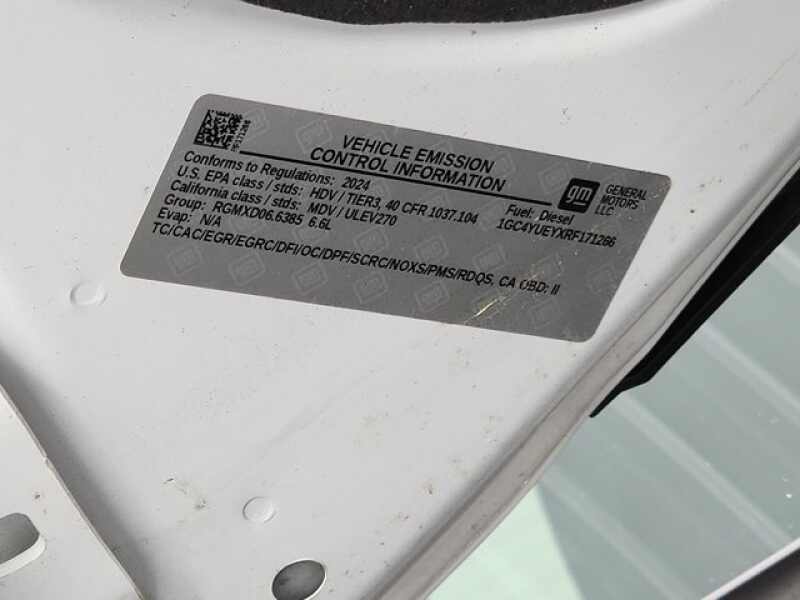 RF171266
VEHICLE EMISSION
CONTROL INFORMATION
Conforms to Regulations: 2024
U.S. EPA class / stds: HDV / TIER3, 40 CFR 1037.104
California class / stds: MDV / ULEV270
Group: RGMXD06.6385 6.6L
Evap: N/A
TC/CAC/EGR/EGRC/DFI/OC/DPF/SCRC/NOXS/PMS/RDQS, CA OBD: II
Fuel: Diesel
1GC4YUEYXRF171266
gm
GENERAL
MOTORS
LLC